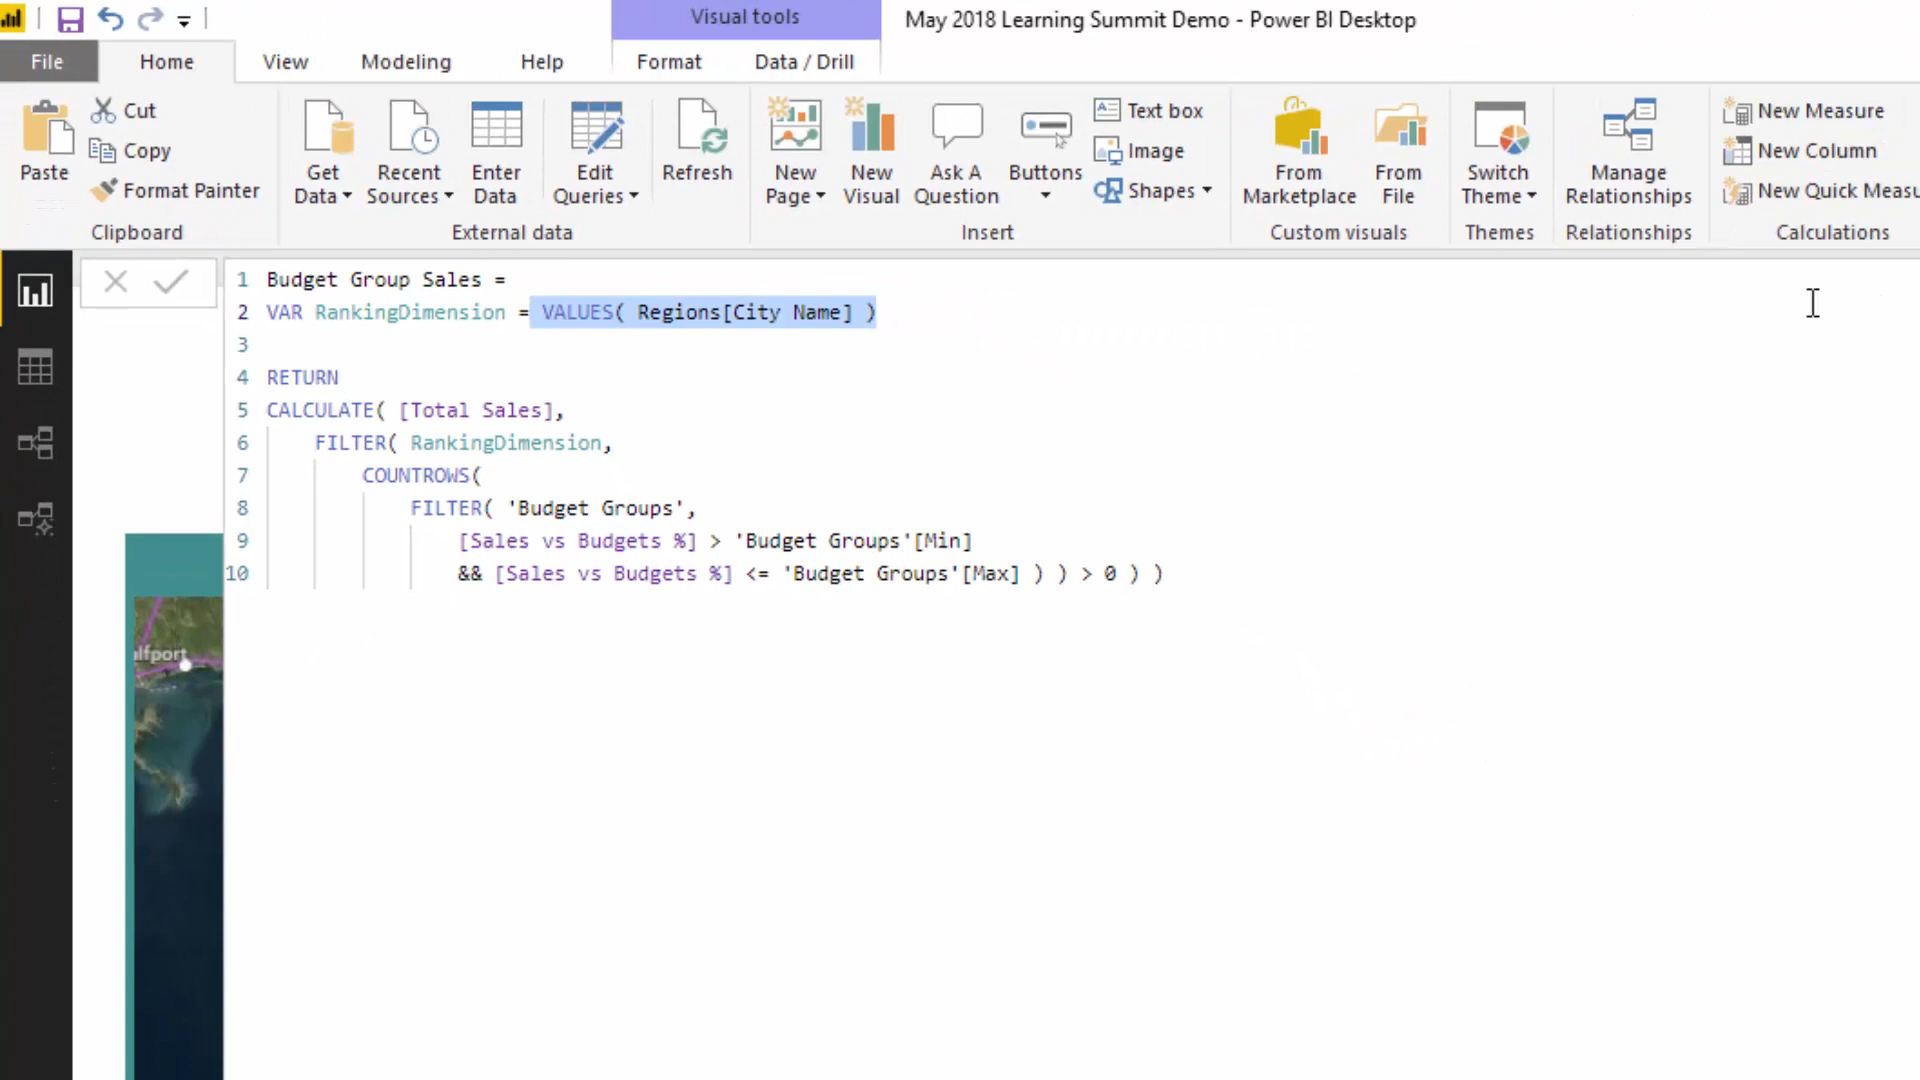 Visual tools
May 2018 Learning Summit Demo - Power BI Desktop
File Home View Modeling Help Format Data / Drill
Paste
Cut
Copy
Format Painter
Clipboard
Get Data
Recent Sources
Enter Data
Edit Queries
Refresh
External data
New Page
New Visual
Ask A Question
Buttons
Text box
Image
Shapes
Insert
From Marketplace
From File
Custom visuals
Switch Theme
Themes
Manage Relationships
Relationships
New Measure
New Column
New Quick Measu
Calculations
1 Budget Group Sales =
2 VAR RankingDimension = VALUES( Regions[City Name] )
3
4 RETURN
5 CALCULATE( [Total Sales],
6 FILTER( RankingDimension,
7 COUNTROWS(
8 FILTER( 'Budget Groups',
9 [Sales vs Budgets %] > 'Budget Groups'[Min]
10 && [Sales vs Budgets %] <= 'Budget Groups'[Max] ) ) > 0 ) )
lfport